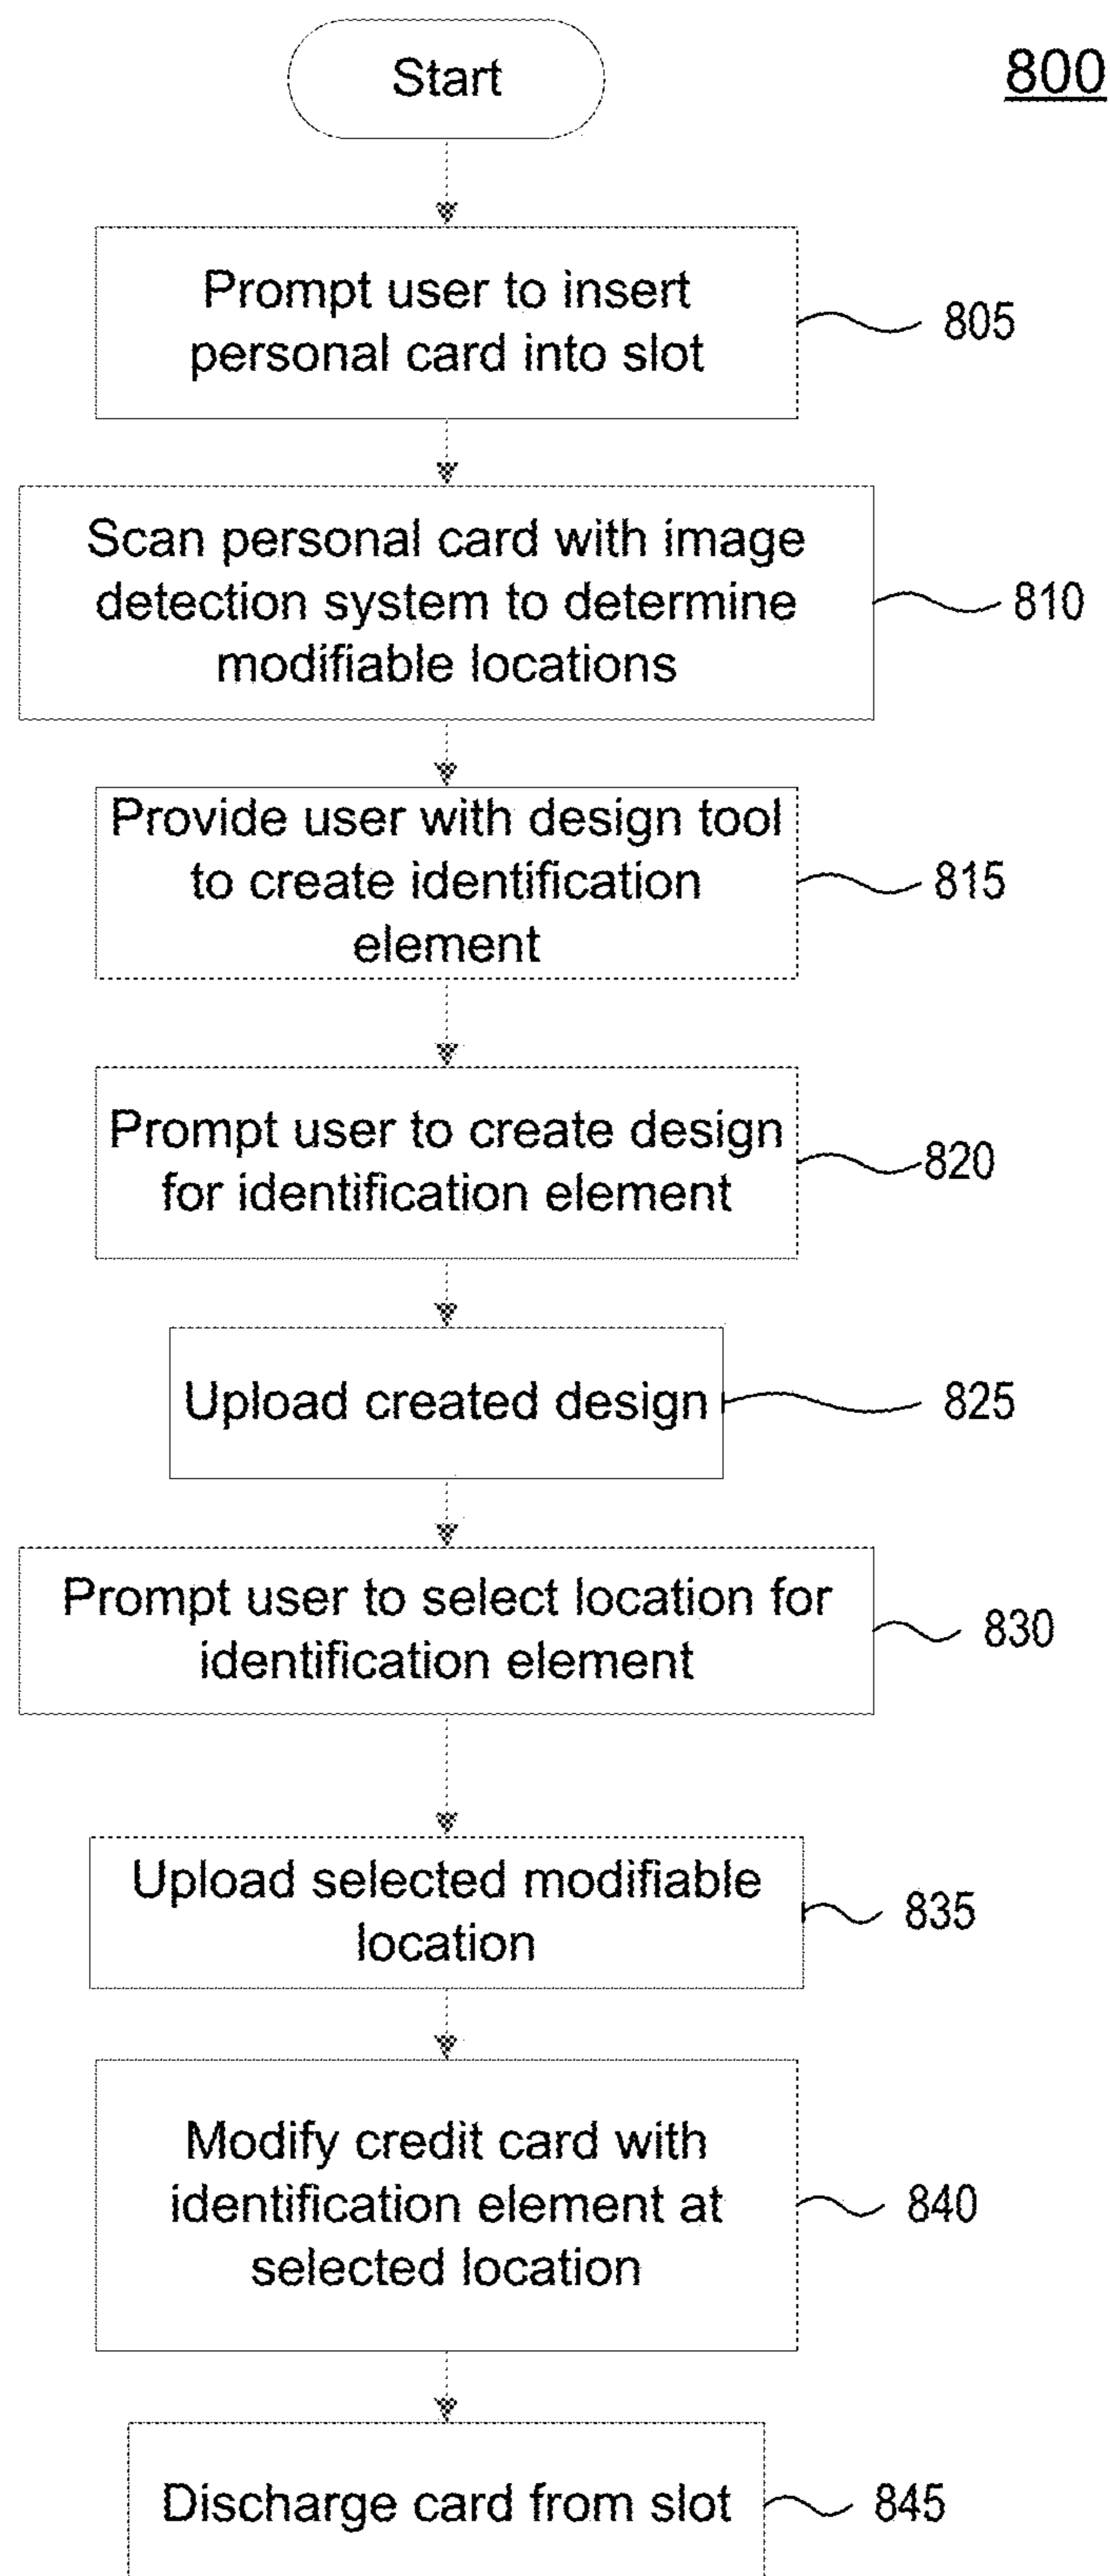 Start
800
Prompt user to insert
personal card into slot
805
Scan personal card with image
detection system to determine
modifiable locations
810
Provide user with design tool
to create identification
element
815
Prompt user to create design
for identification element
820
Upload created design
825
Prompt user to select location for
identification element
830
Upload selected modifiable
location
835
Modify credit card with
identification element at
selected location
840
Discharge card from slot
845